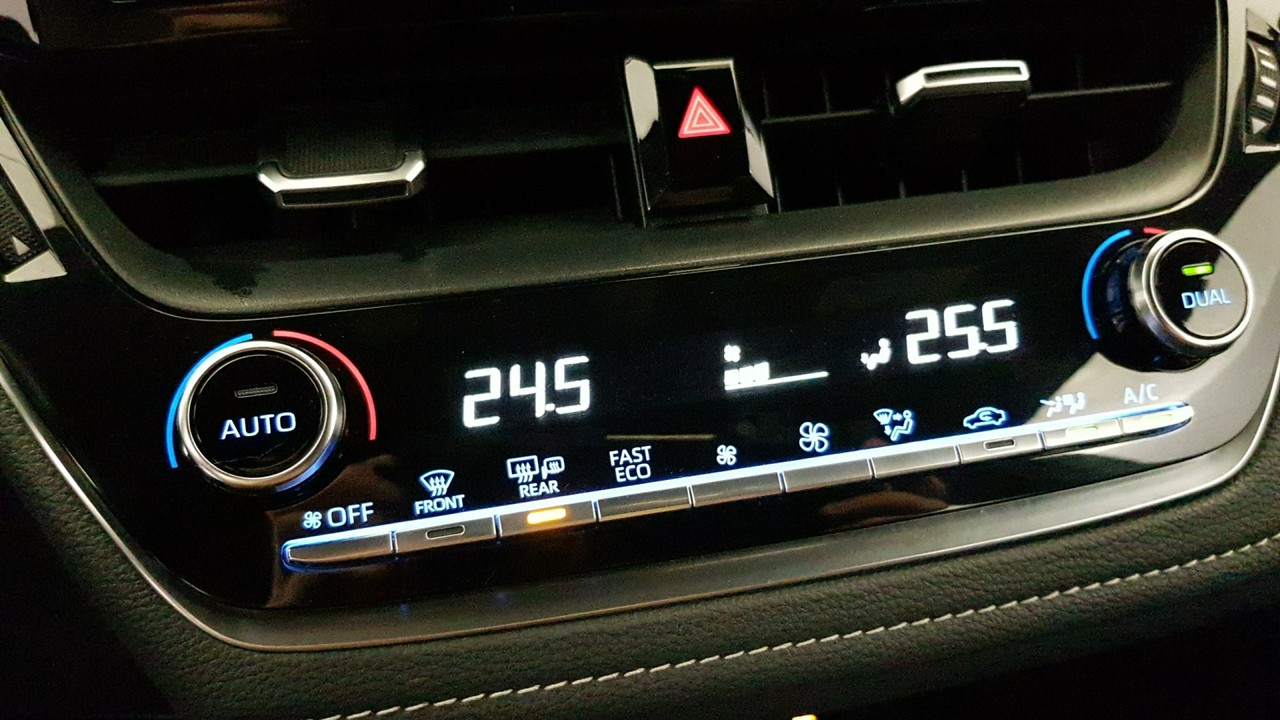 24.5
25.5
DUAL
AUTO
OFF
FRONT
REAR
FAST
ECO
A/C